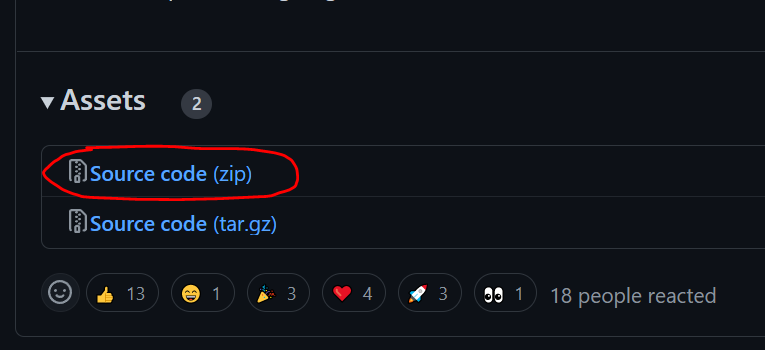 Assets 2
Source code (zip)
Source code (tar.gz)
13 1 3 4 3 1 18 people reacted